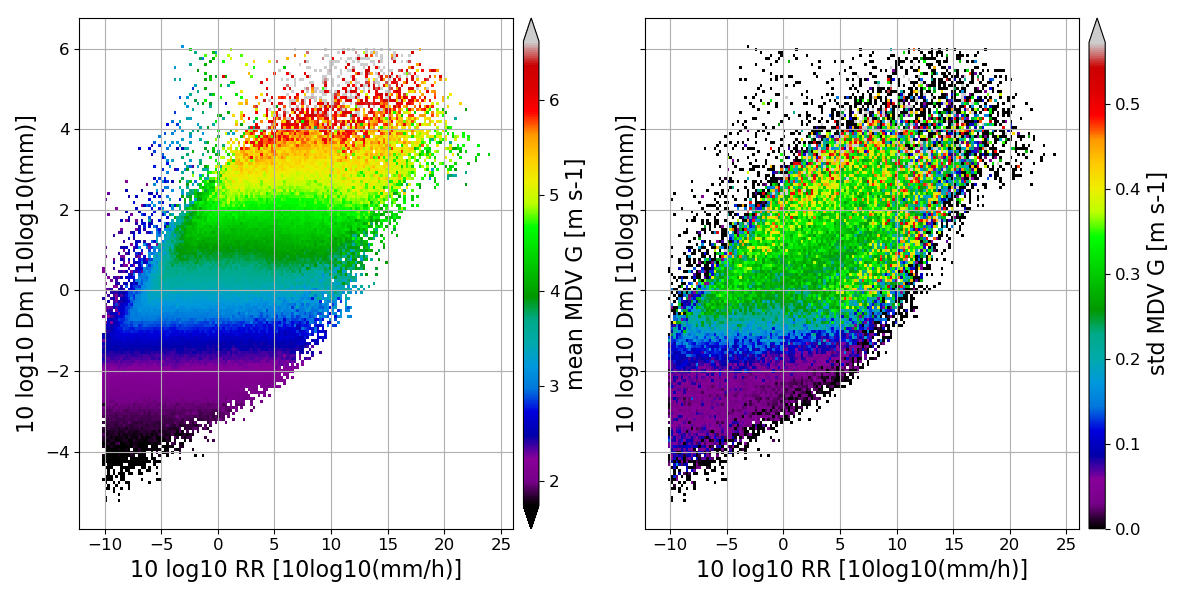 10 log10 Dm [10log10(mm)]
6
4
2
0
−2
−4
−10 −5 0 5 10 15 20 25
10 log10 RR [10log10(mm/h)]
6
5
4
3
2
mean MDV G [m s-1]
10 log10 Dm [10log10(mm)]
−10 −5 0 5 10 15 20 25
10 log10 RR [10log10(mm/h)]
0.5
0.4
0.3
0.2
0.1
0.0
std MDV G [m s-1]